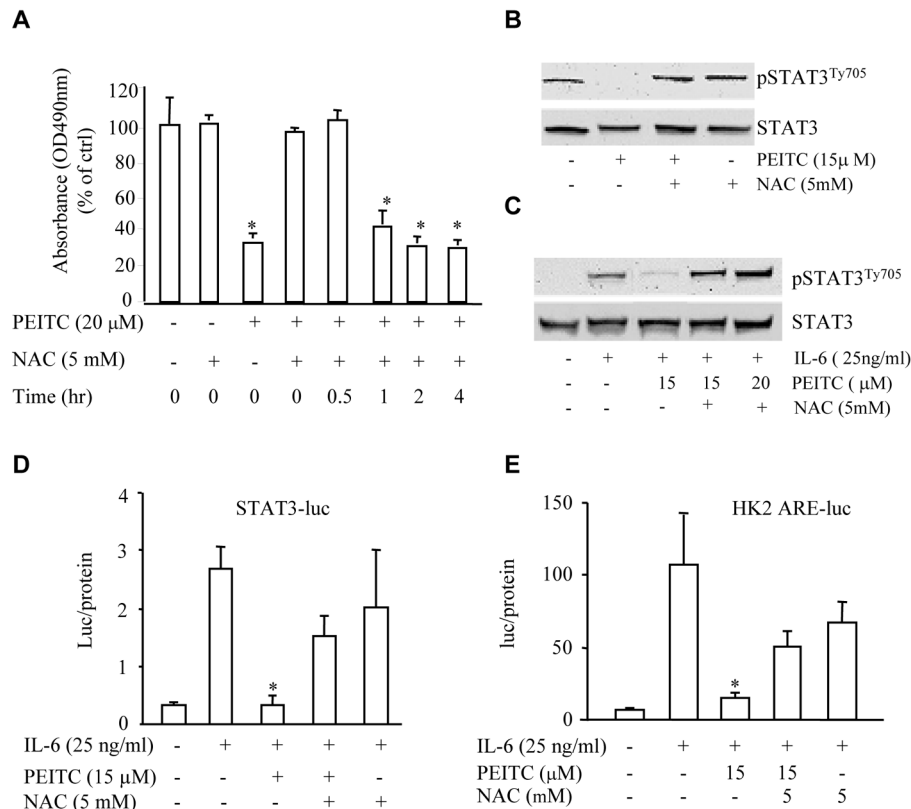 A
Absorbance (OD490nm)
(% of ctrl)
120
100
80
60
40
20
0
*
*
*
*
PEITC (20 μM) - - + + + + + +
NAC (5 mM) - + - + + + + +
Time (hr) 0 0 0 0 0.5 1 2 4
B
pSTAT3Ty705
STAT3
- + + - PEITC (15μ M)
- - + + NAC (5mM)
C
pSTAT3Ty705
STAT3
- + + + + IL-6 ( 25ng/ml)
- - 15 15 20 PEITC ( μM)
- - - + + NAC (5mM)
D
STAT3-luc
Luc/protein
4
3
2
1
0
*
IL-6 (25 ng/ml) - + + + +
PEITC (15 μM) - - + + -
NAC (5 mM) - - - + +
E
HK2 ARE-luc
luc/protein
150
100
50
0
*
IL-6 (25 ng/ml) - + + + +
PEITC (μM) - - 15 15 -
NAC (mM) - - - 5 5